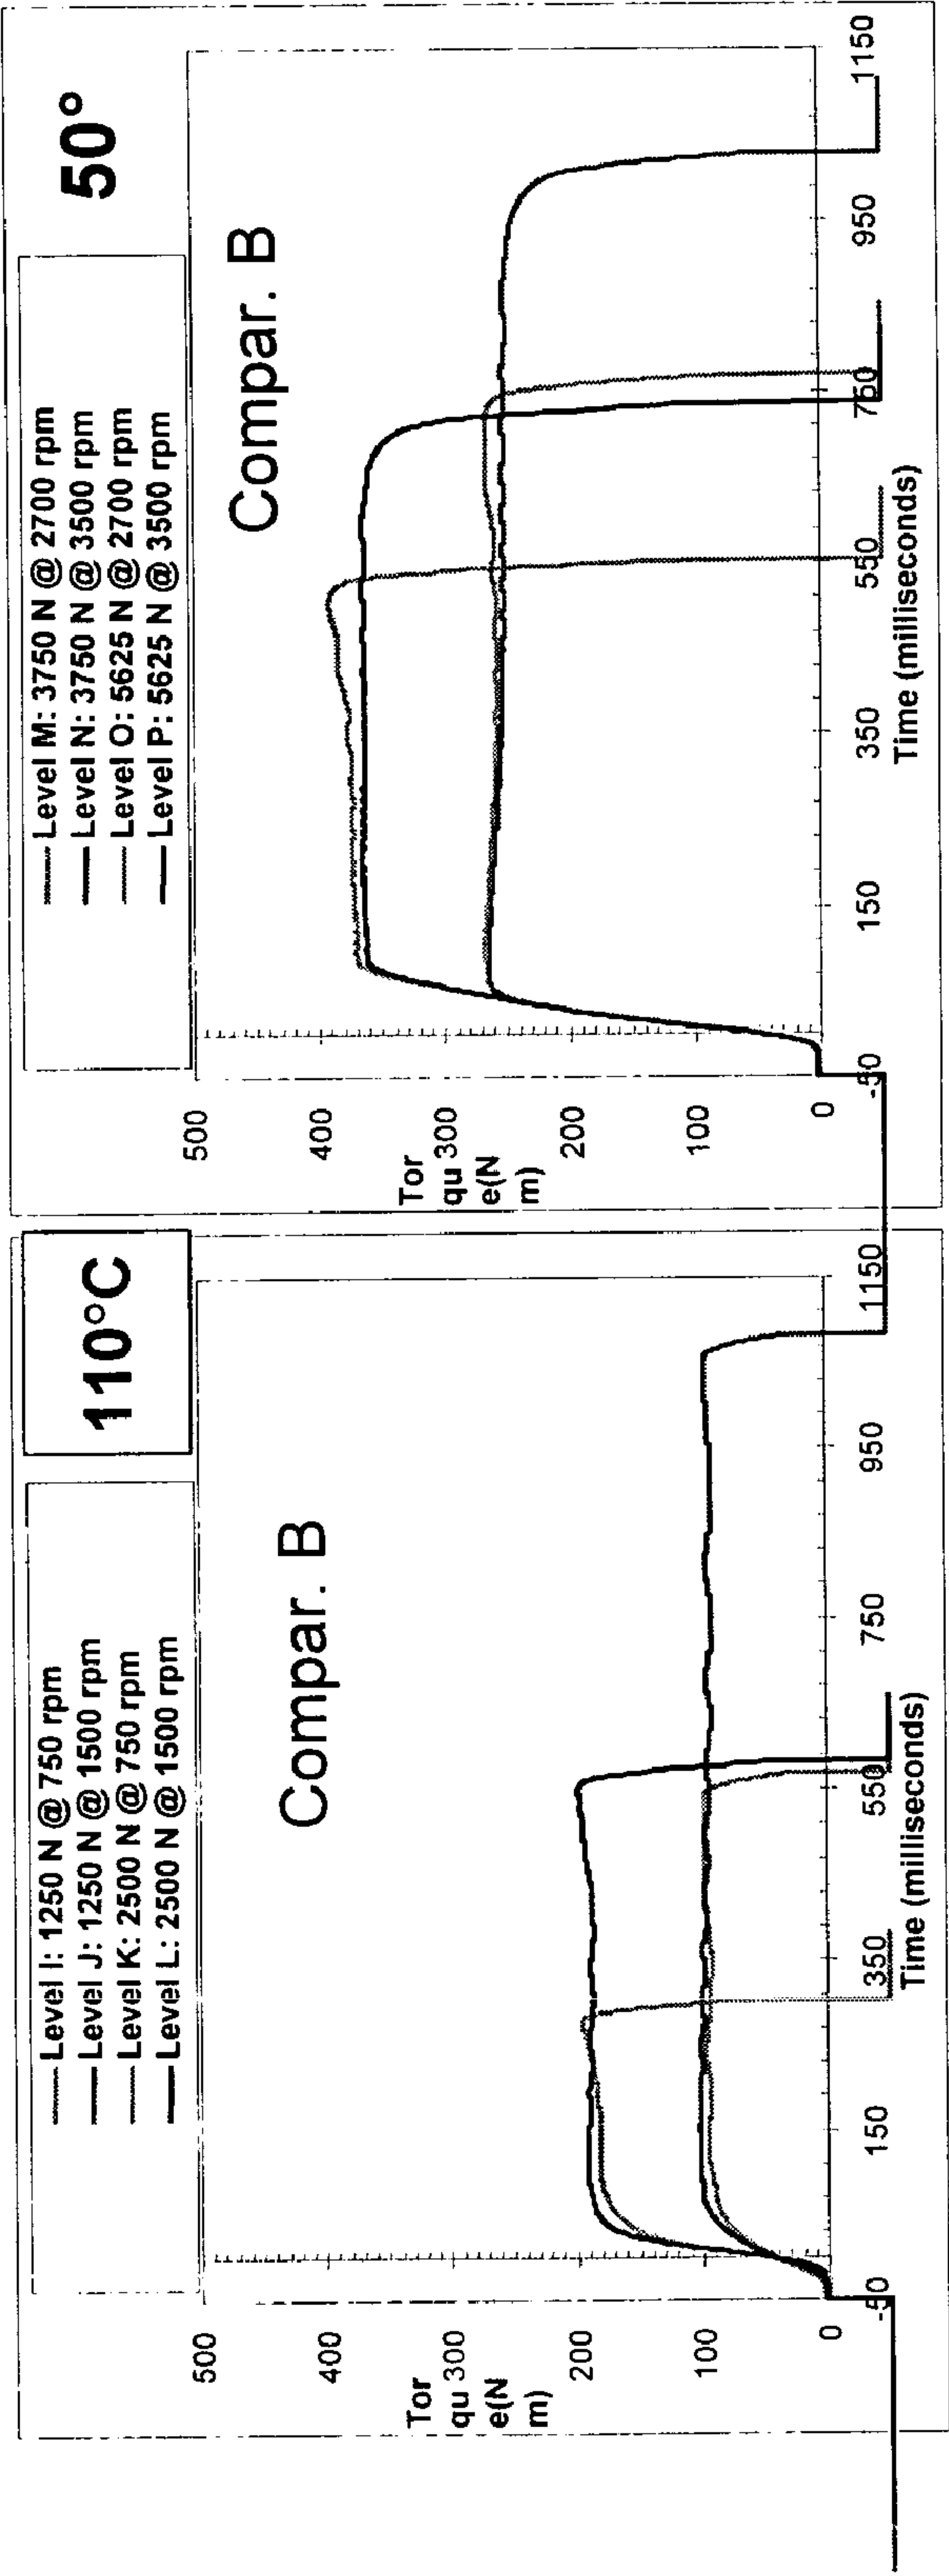 Level I: 1250 N @ 750 rpm
Level J: 1250 N @ 1500 rpm
Level K: 2500 N @ 750 rpm
Level L: 2500 N @ 1500 rpm
110°C
Compar. B
500
400
300
200
100
0
Tor
qu
e(N
m)
-50
150
350
550
750
950
1150
Time (milliseconds)
Level M: 3750 N @ 2700 rpm
Level N: 3750 N @ 3500 rpm
Level O: 5625 N @ 2700 rpm
Level P: 5625 N @ 3500 rpm
50°
Compar. B
500
400
300
200
100
0
Tor
qu
e(N
m)
-50
150
350
550
750
950
1150
Time (milliseconds)